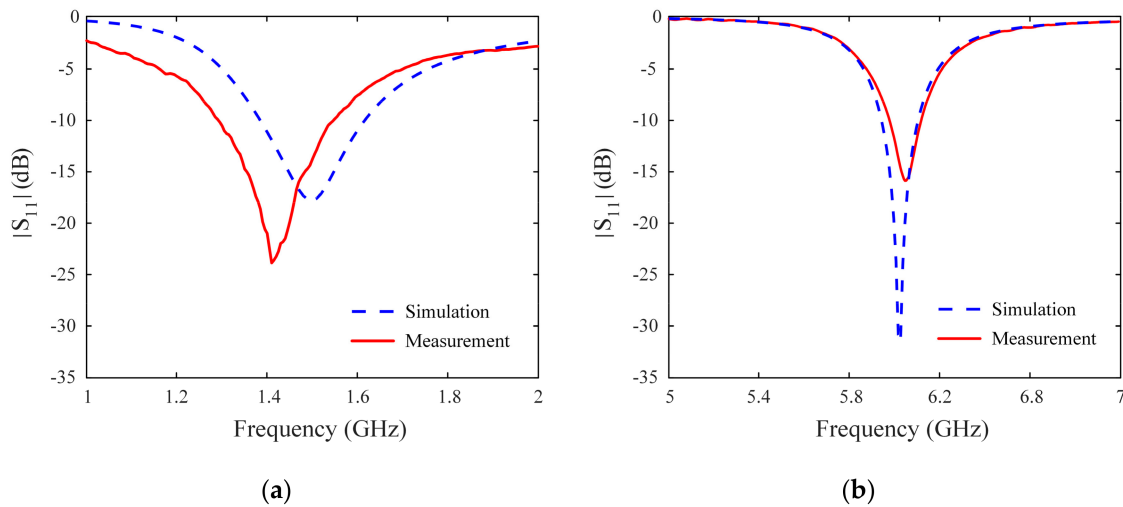 0
-5
-10
-15
-20
-25
-30
-35
|S11| (dB)
Simulation
Measurement
1 1.2 1.4 1.6 1.8 2
Frequency (GHz)
(a)
0
-5
-10
-15
-20
-25
-30
-35
|S11| (dB)
Simulation
Measurement
5 5.4 5.8 6.2 6.8 7
Frequency (GHz)
(b)